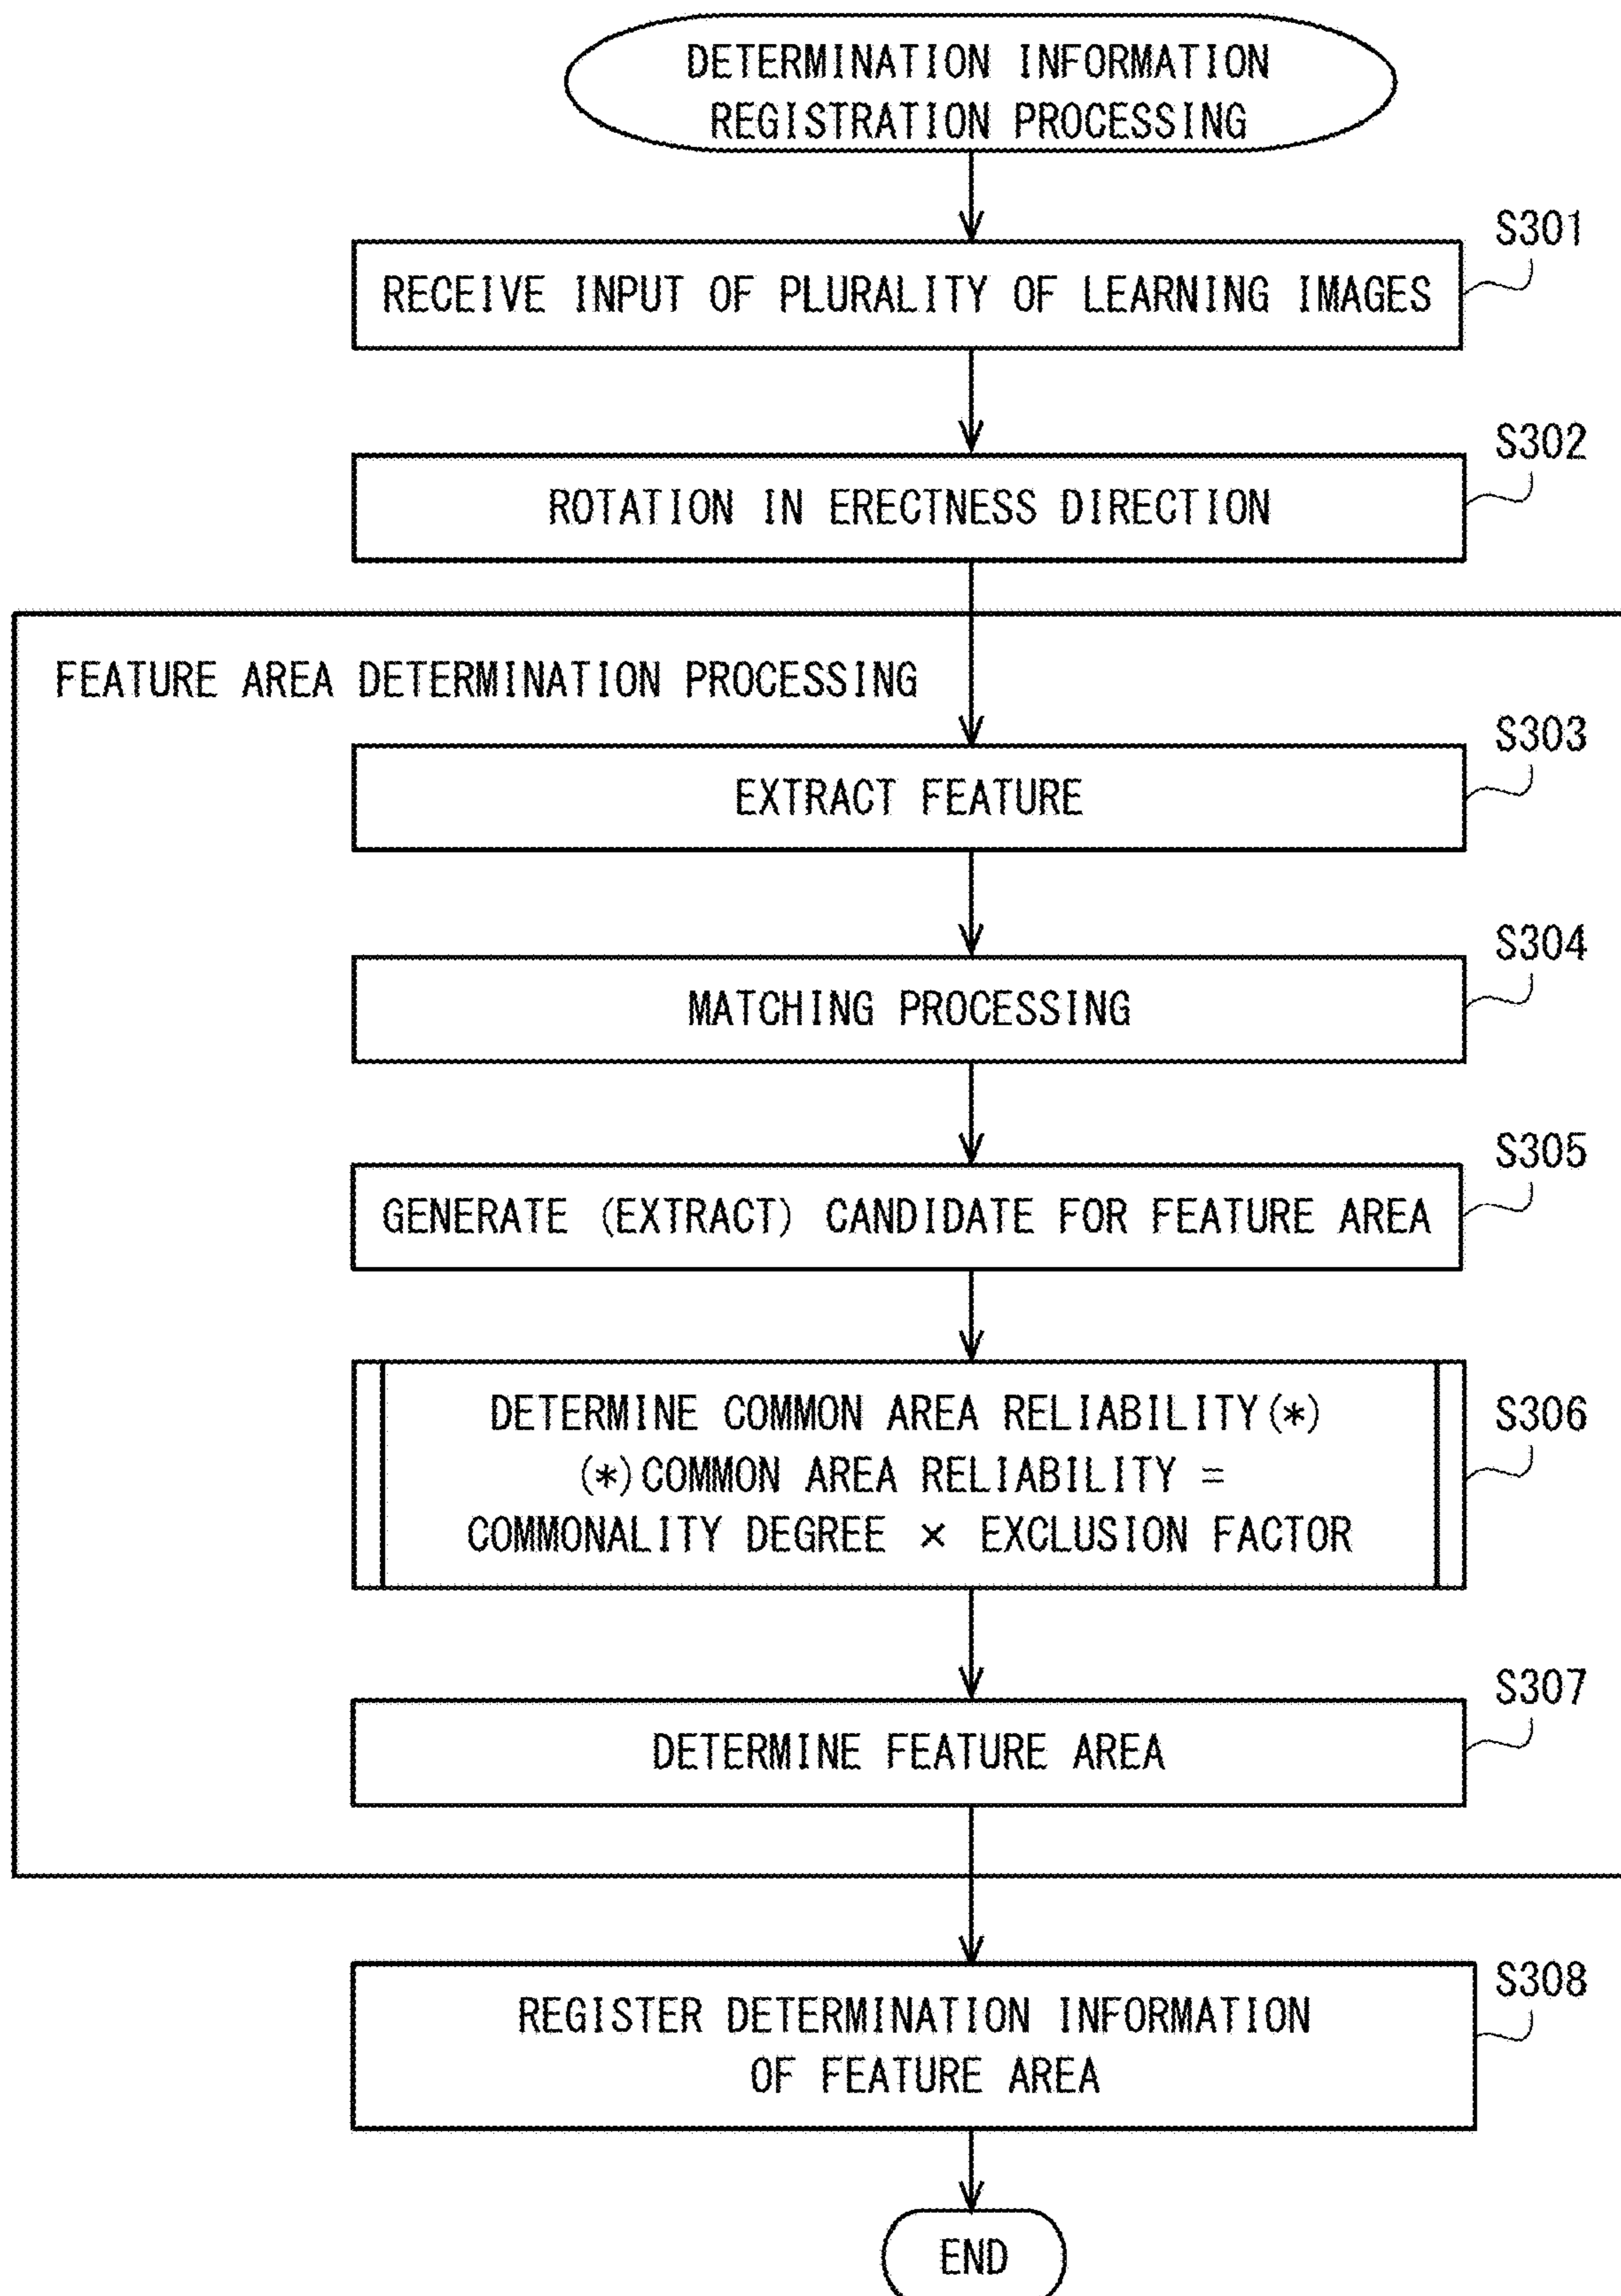 DETERMINATION INFORMATION
REGISTRATION PROCESSING
S301
RECEIVE INPUT OF PLURALITY OF LEARNING IMAGES
S302
ROTATION IN ERECTNESS DIRECTION
FEATURE AREA DETERMINATION PROCESSING
S303
EXTRACT FEATURE
S304
MATCHING PROCESSING
S305
GENERATE (EXTRACT) CANDIDATE FOR FEATURE AREA
S306
DETERMINE COMMON AREA RELIABILITY(*)
(*)COMMON AREA RELIABILITY =
COMMONALITY DEGREE × EXCLUSION FACTOR
S307
DETERMINE FEATURE AREA
S308
REGISTER DETERMINATION INFORMATION
OF FEATURE AREA
END